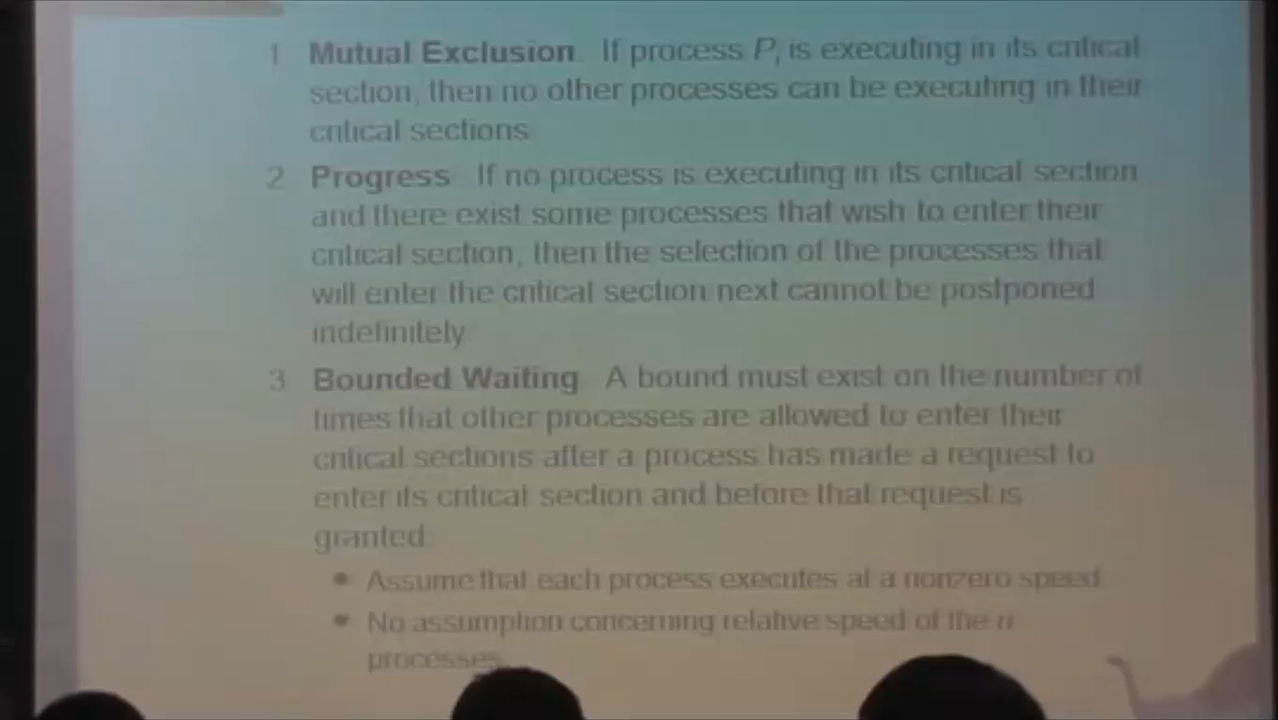 1 Mutual Exclusion If process Pi is executing in its critical
section, then no other processes can be executing in their
critical sections
2 Progress If no process is executing in its critical section
and there exist some processes that wish to enter their
critical section, then the selection of the processes that
will enter the critical section next cannot be postponed
indefinitely
3 Bounded Waiting A bound must exist on the number of
times that other processes are allowed to enter their
critical sections after a process has made a request to
enter its critical section and before that request is
granted
• Assume that each process executes at a nonzero speed
• No assumption concerning relative speed of the n
processes